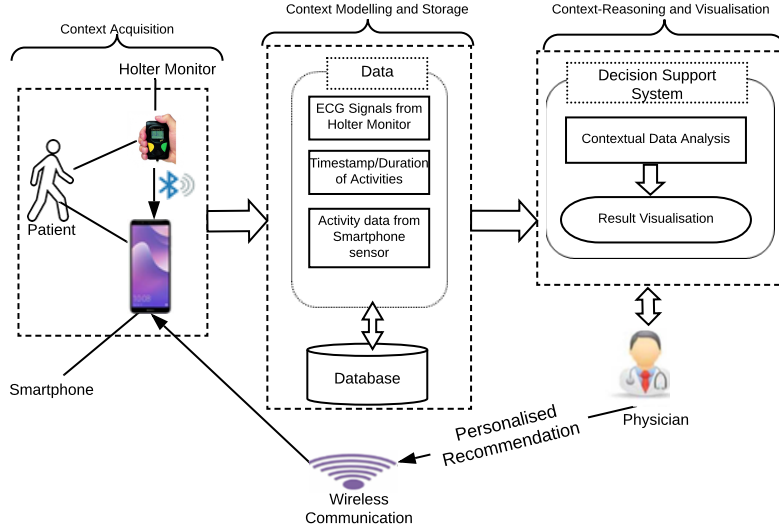 Context Acquisition
Context Modelling and Storage
Context-Reasoning and Visualisation
Holter Monitor
Patient
Smartphone
Data
ECG Signals from
Holter Monitor
Timestamp/Duration
of Activities
Activity data from
Smartphone
sensor
Database
Decision Support
System
Contextual Data Analysis
Result Visualisation
Physician
Personalised
Recommendation
Wireless
Communication